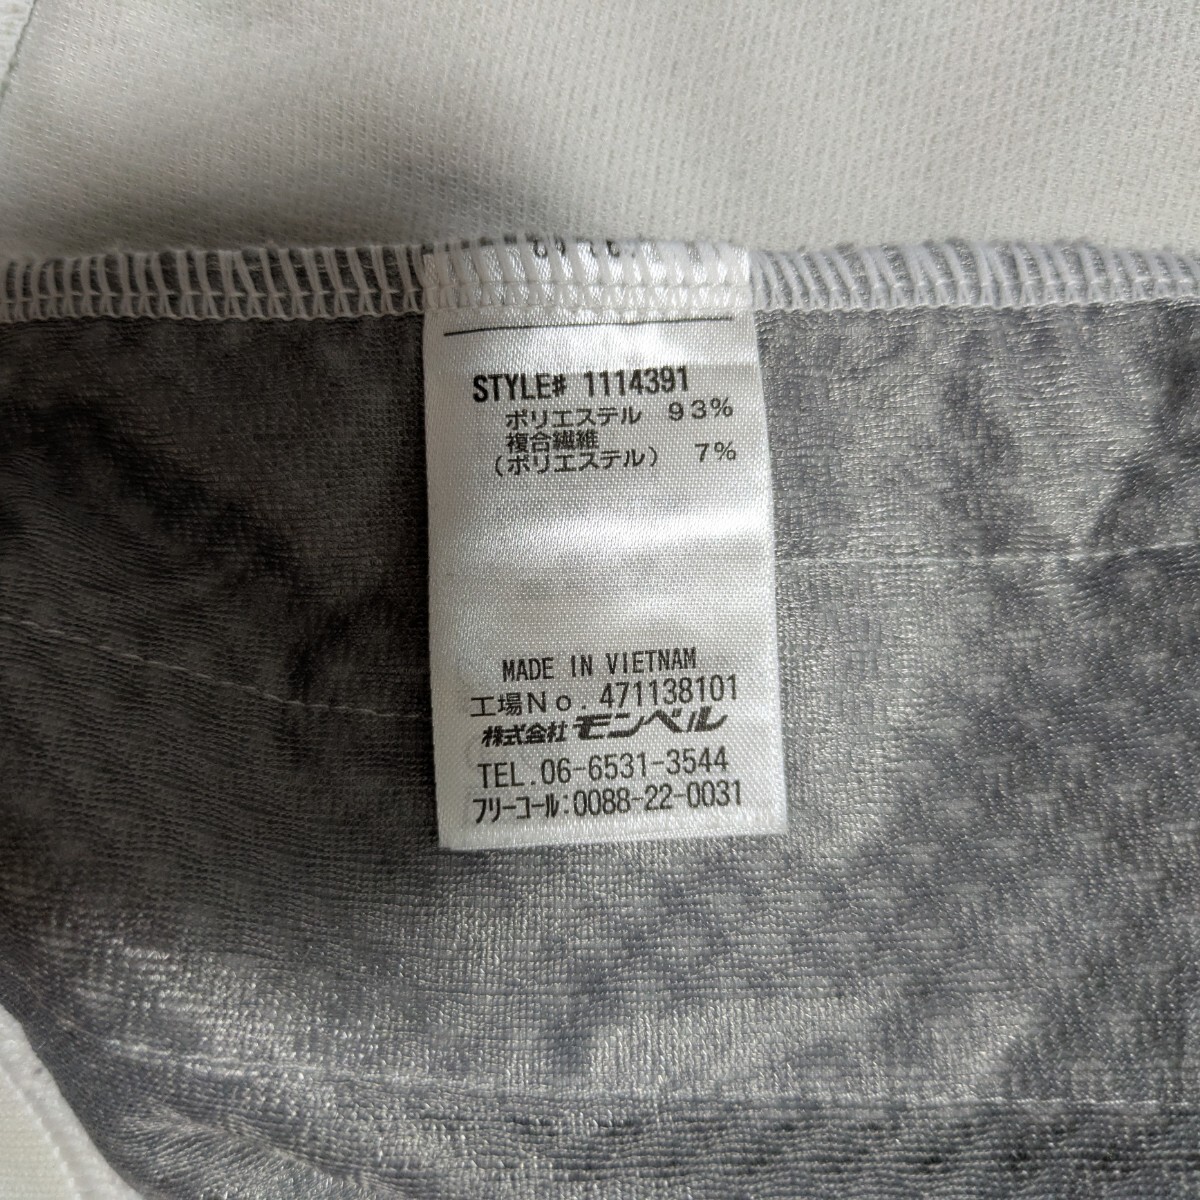 STYLE# 1114391
ポリエステル 93%
複合繊維
(ポリエステル) 7%
MADE IN VIETNAM
工場No. 471138101
株式会社モンベル
TEL.06-6531-3544
フリーコール:0088-22-0031